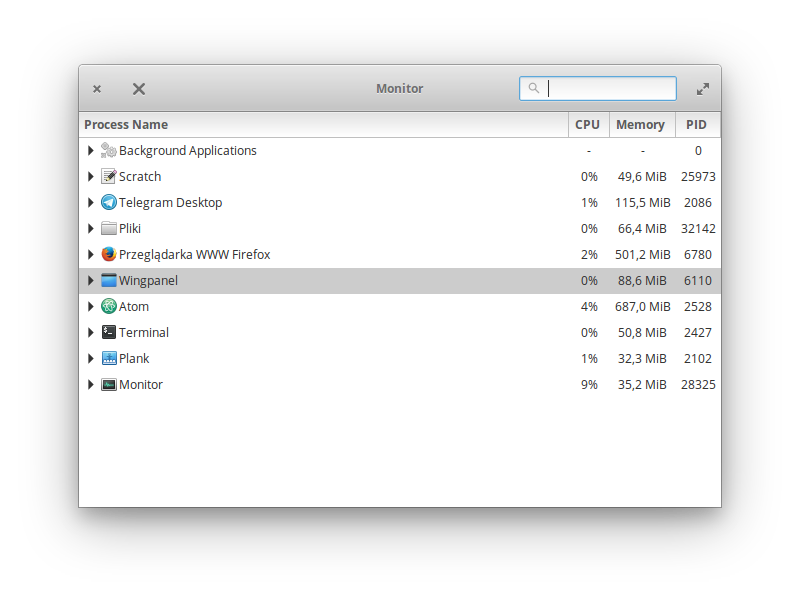 Monitor
Process Name CPU Memory PID
Background Applications - - 0
Scratch 0% 49,6 MiB 25973
Telegram Desktop 1% 115,5 MiB 2086
Pliki 0% 66,4 MiB 32142
Przeglądarka WWW Firefox 2% 501,2 MiB 6780
Wingpanel 0% 88,6 MiB 6110
Atom 4% 687,0 MiB 2528
Terminal 0% 50,8 MiB 2427
Plank 1% 32,3 MiB 2102
Monitor 9% 35,2 MiB 28325